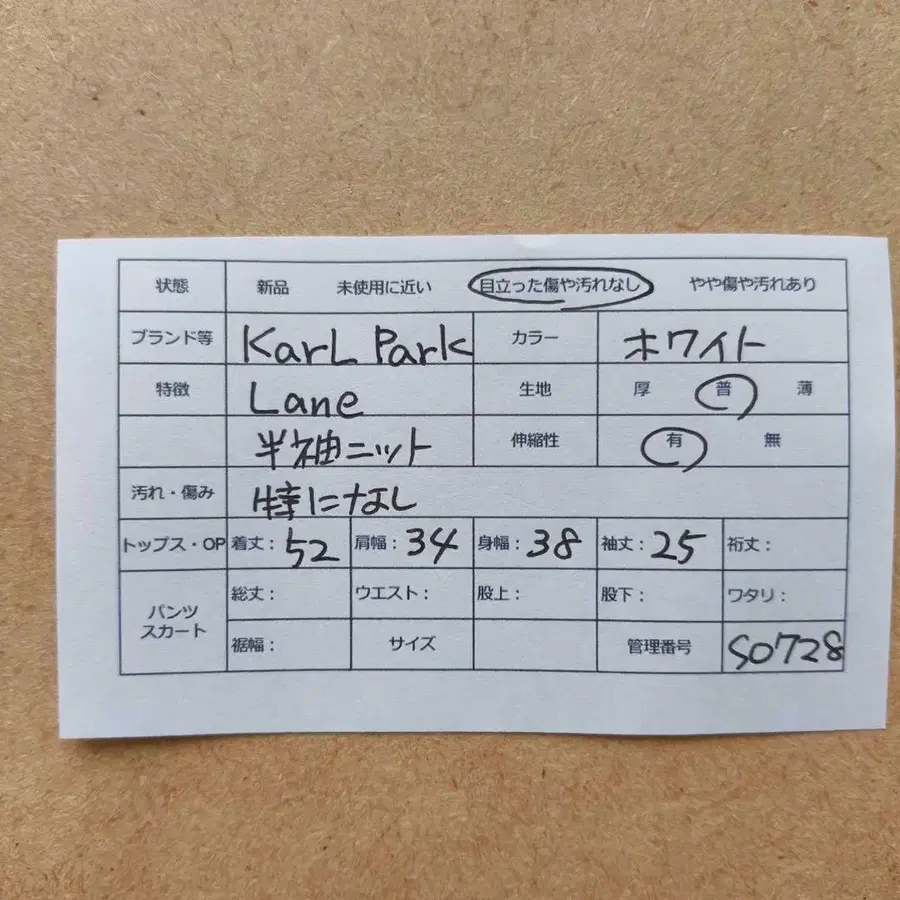 状態 新品 未使用に近い 目立った傷や汚れなし やや傷や汚れあり
ブランド等 KarL Park カラー ホワイト
特徴 Lane 生地 厚 普 薄
半袖ニット 伸縮性 有 無
汚れ・傷み 特になし
トップス・OP 着丈：52 肩幅：34 身幅：38 袖丈：25 裄丈：
パンツ 総丈： ウエスト： 股上： 股下： ワタリ：
スカート 裾幅： サイズ 管理番号 SO728